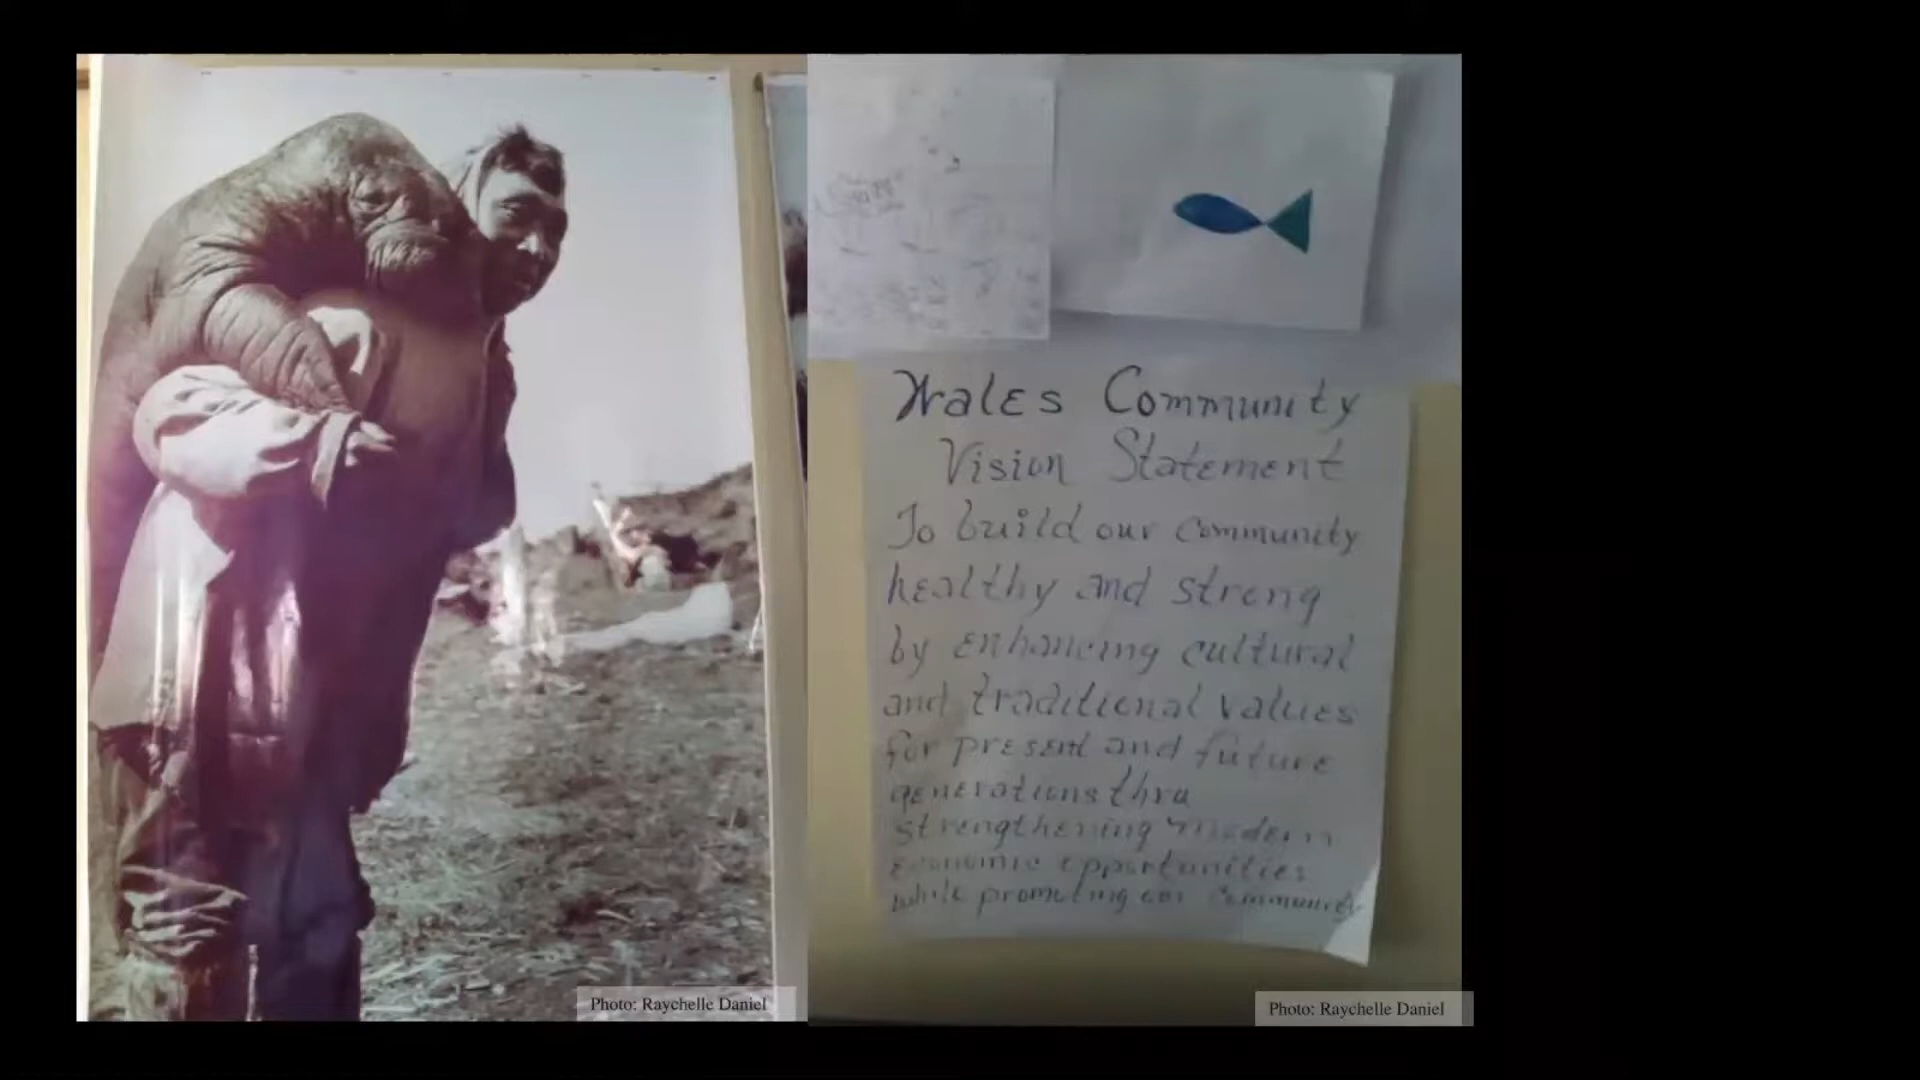 Wales Community
Vision Statement
To build our community
healthy and strong
by enhancing cultural
and traditional values
for present and future
generations thru
strengthening modern
economic opportunities
while promoting our community
Photo: Raychelle Daniel
Photo: Raychelle Daniel